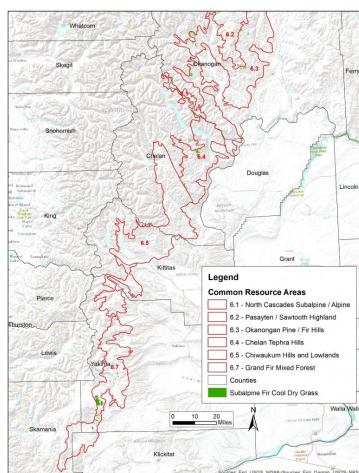 Whatcom
6.2
Okanogan
Skagit
6.3
Ferry
Snohomish
6.4
Chelan
Douglas
Lincoln
King
6.5
Grant
Kittitas
Pierce
Thurston
Lewis
Yakima
6.7
Skamania
Klickitat
Walla Walla
Legend
Common Resource Areas
6.1 - North Cascades Subalpine / Alpine
6.2 - Pasayten / Sawtooth Highland
6.3 - Okanongan Pine / Fir Hills
6.4 - Chelan Tephra Hills
6.5 - Chiwaukum Hills and Lowlands
6.7 - Grand Fir Mixed Forest
Counties
Subalpine Fir Cool Dry Grass
0 10 20
Miles
N